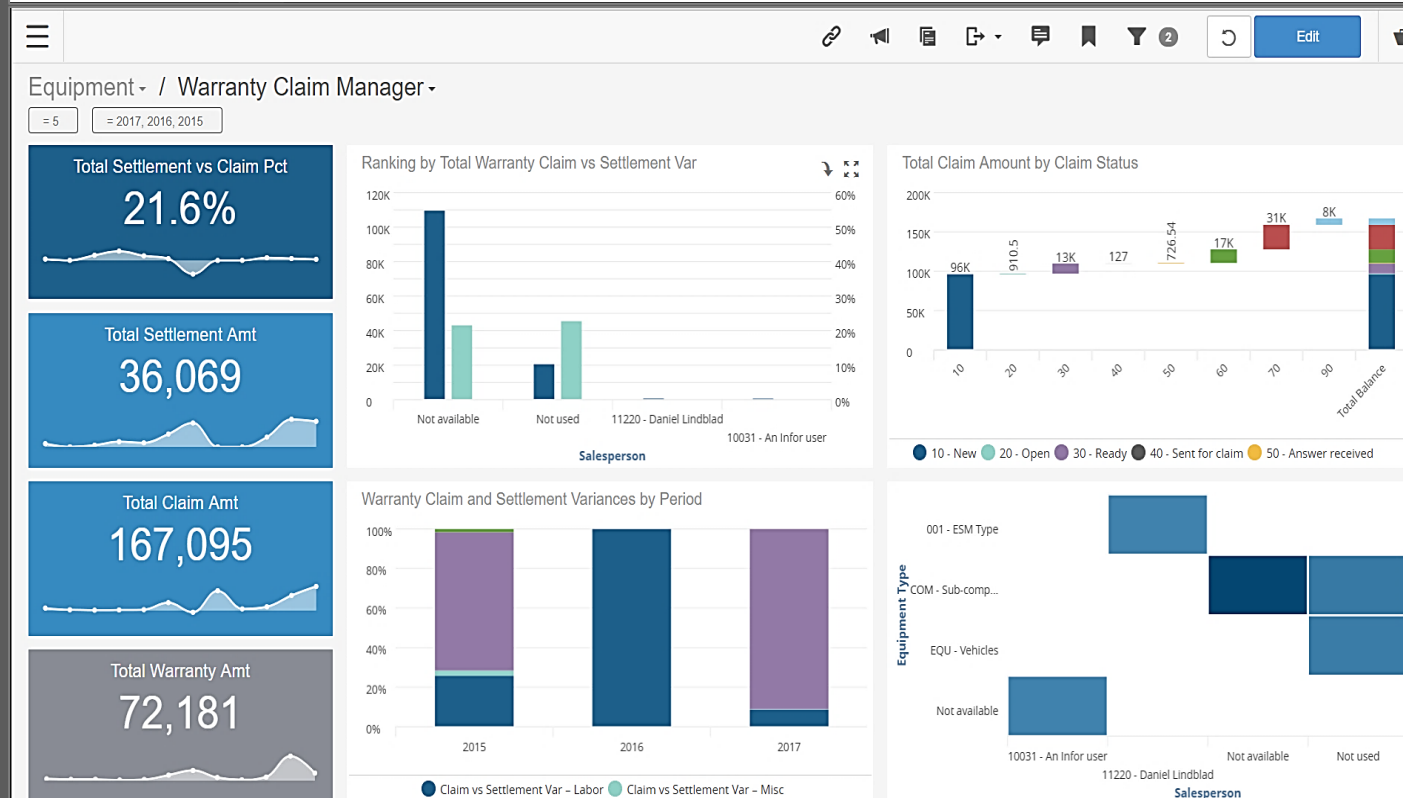 2
Edit
Equipment / Warranty Claim Manager
= 5
= 2017, 2016, 2015
Total Settlement vs Claim Pct
21.6%
Total Settlement Amt
36,069
Total Claim Amt
167,095
Total Warranty Amt
72,181
Ranking by Total Warranty Claim vs Settlement Var
120K
100K
80K
60K
40K
20K
0
60%
50%
40%
30%
20%
10%
0%
Not available
Not used
11220 - Daniel Lindblad
10031 - An Infor user
Salesperson
Total Claim Amount by Claim Status
200K
150K
100K
50K
0
96K
910.5
13K
127
726.54
17K
31K
8K
10
20
30
40
50
60
70
90
Total Balance
10 - New
20 - Open
30 - Ready
40 - Sent for claim
50 - Answer received
Warranty Claim and Settlement Variances by Period
100%
80%
60%
40%
20%
0%
2015
2016
2017
Claim vs Settlement Var – Labor
Claim vs Settlement Var – Misc
Equipment Type
001 - ESM Type
COM - Sub-comp...
EQU - Vehicles
Not available
10031 - An Infor user
11220 - Daniel Lindblad
Not available
Not used
Salesperson